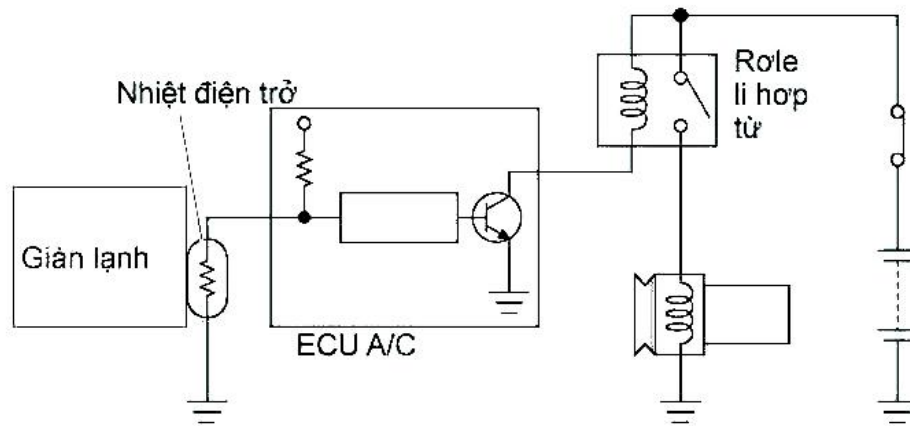 Nhiệt điện trở
Giàn lạnh
ECU A/C
Rơle
li hợp
từ